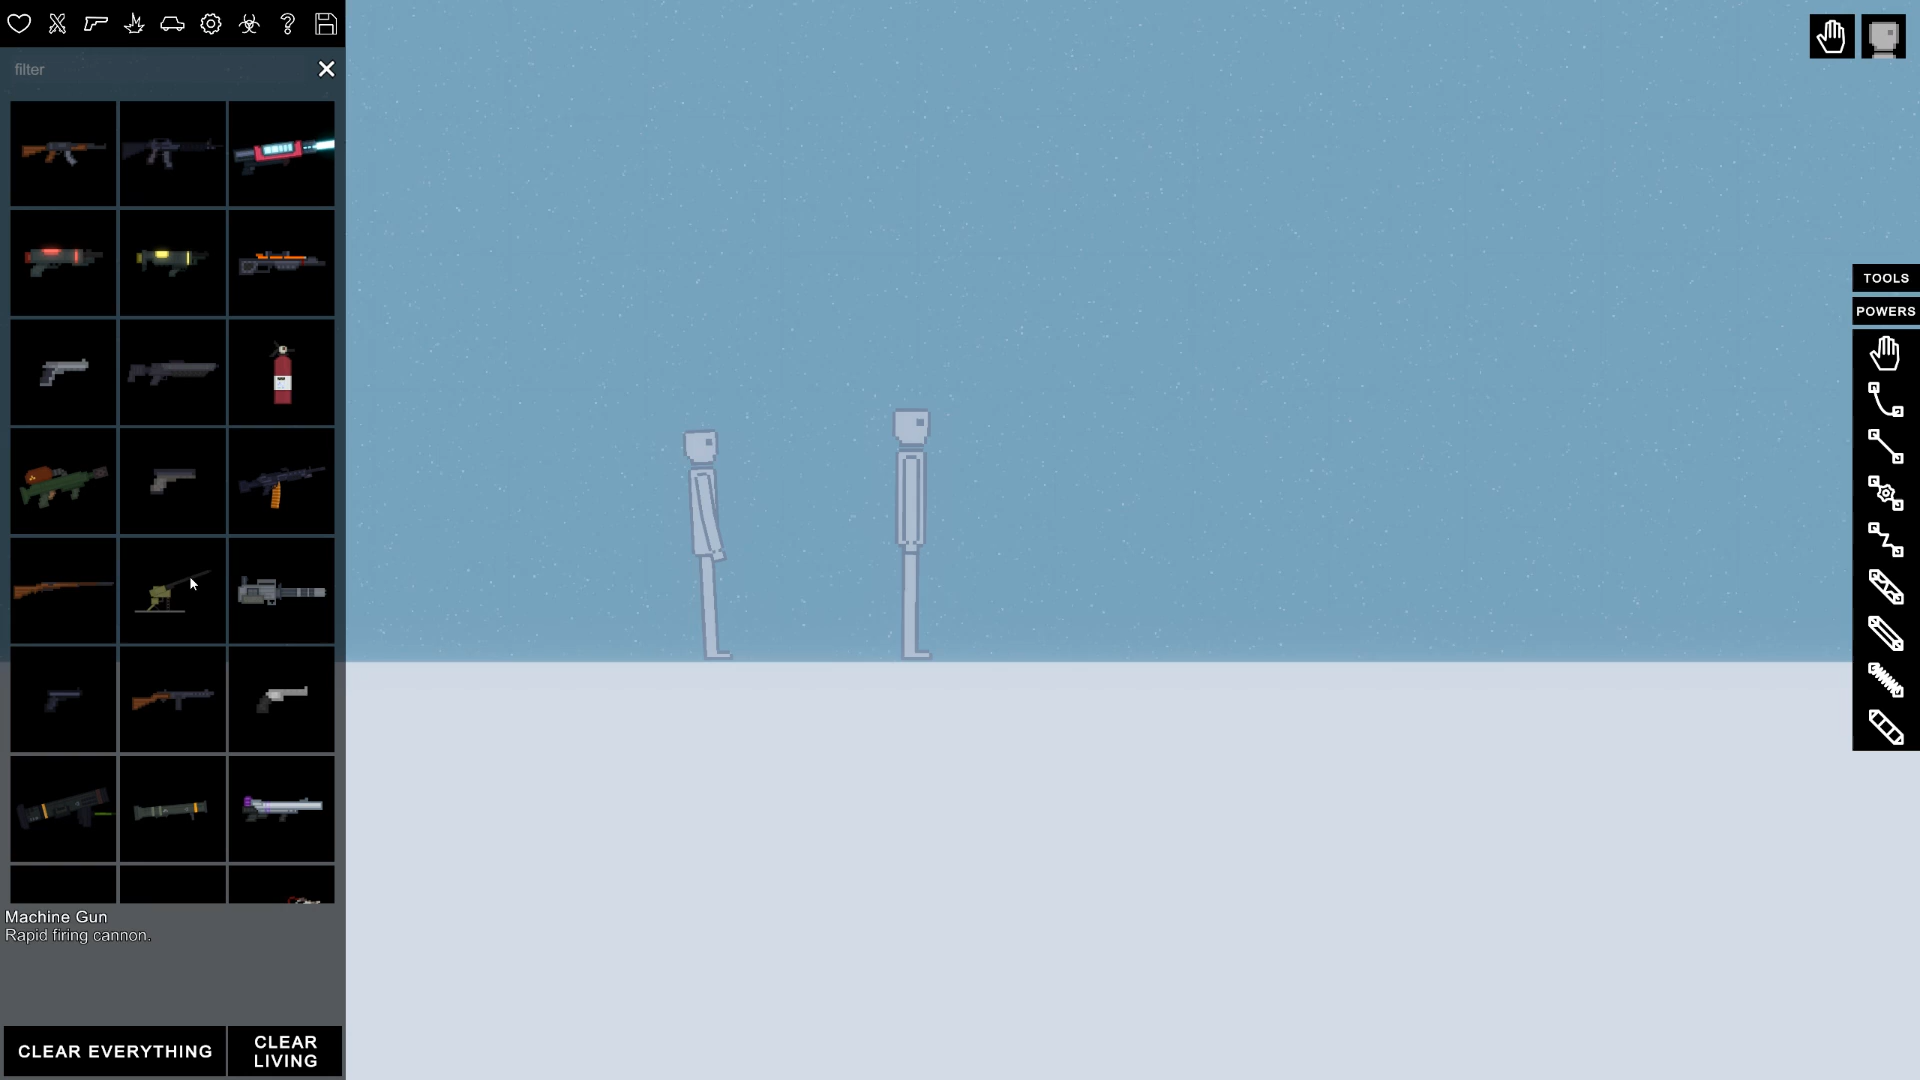 filter
TOOLS
POWERS
Machine Gun
Rapid firing cannon.
CLEAR EVERYTHING
CLEAR
LIVING